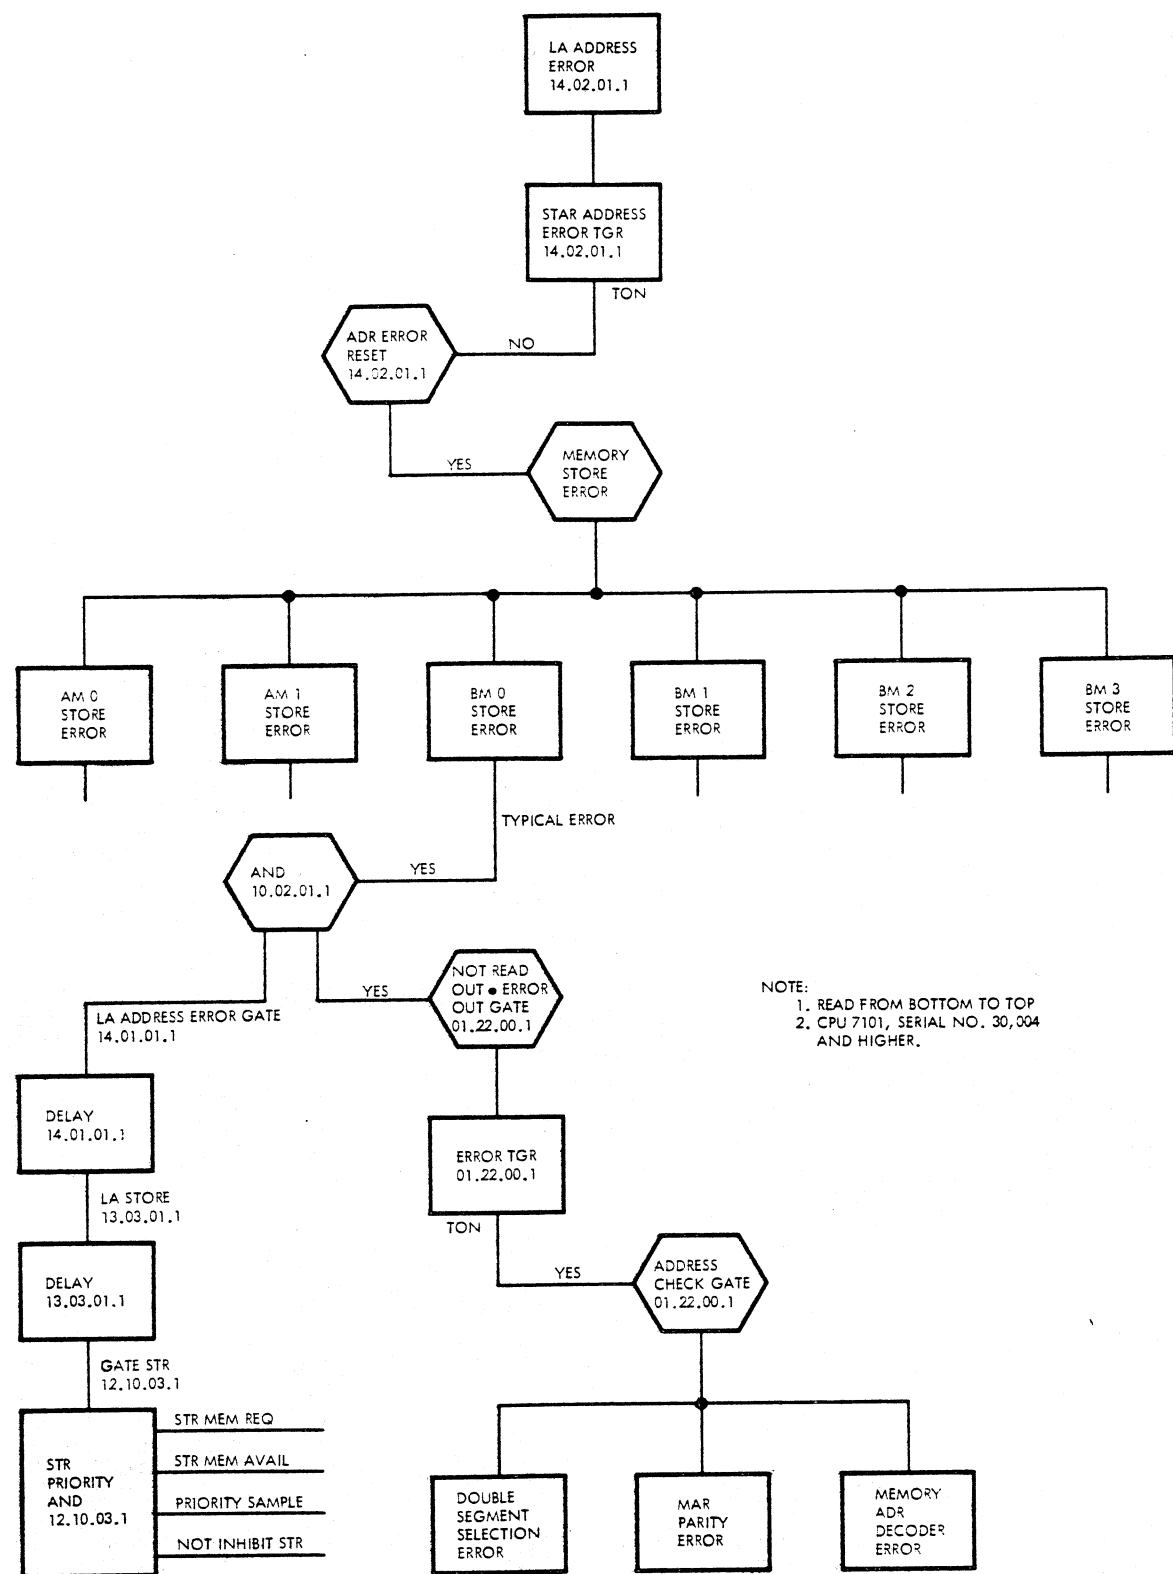 LA ADDRESS
ERROR
14.02.01.1
STAR ADDRESS
ERROR TGR
14.02.01.1
TON
ADR ERROR
RESET
14.02.01.1
NO
MEMORY
STORE
ERROR
YES
AM 0
STORE
ERROR
AM 1
STORE
ERROR
BM 0
STORE
ERROR
BM 1
STORE
ERROR
BM 2
STORE
ERROR
BM 3
STORE
ERROR
TYPICAL ERROR
AND
10.02.01.1
YES
NOT READ
OUT • ERROR
OUT GATE
01.22.00.1
YES
LA ADDRESS ERROR GATE
14.01.01.1
NOTE:
1. READ FROM BOTTOM TO TOP
2. CPU 7101, SERIAL NO. 30,004
AND HIGHER.
DELAY
14.01.01.1
ERROR TGR
01.22.00.1
TON
LA STORE
13.03.01.1
DELAY
13.03.01.1
YES
ADDRESS
CHECK GATE
01.22.00.1
GATE STR
12.10.03.1
STR
PRIORITY
AND
12.10.03.1
STR MEM REQ
STR MEM AVAIL
PRIORITY SAMPLE
NOT INHIBIT STR
DOUBLE
SEGMENT
SELECTION
ERROR
MAR
PARITY
ERROR
MEMORY
ADR
DECODER
ERROR